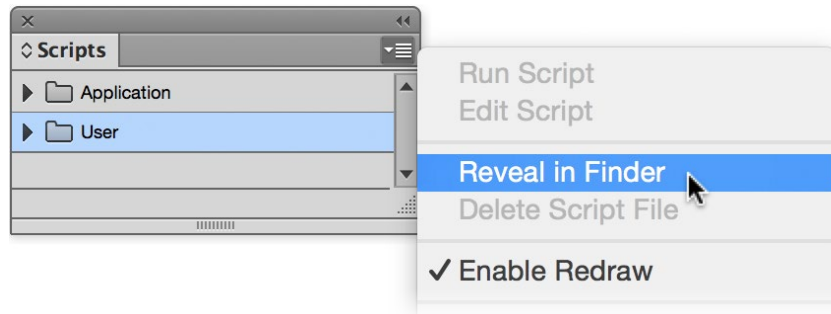 Scripts
Application
User
Run Script
Edit Script
Reveal in Finder
Delete Script File
Enable Redraw